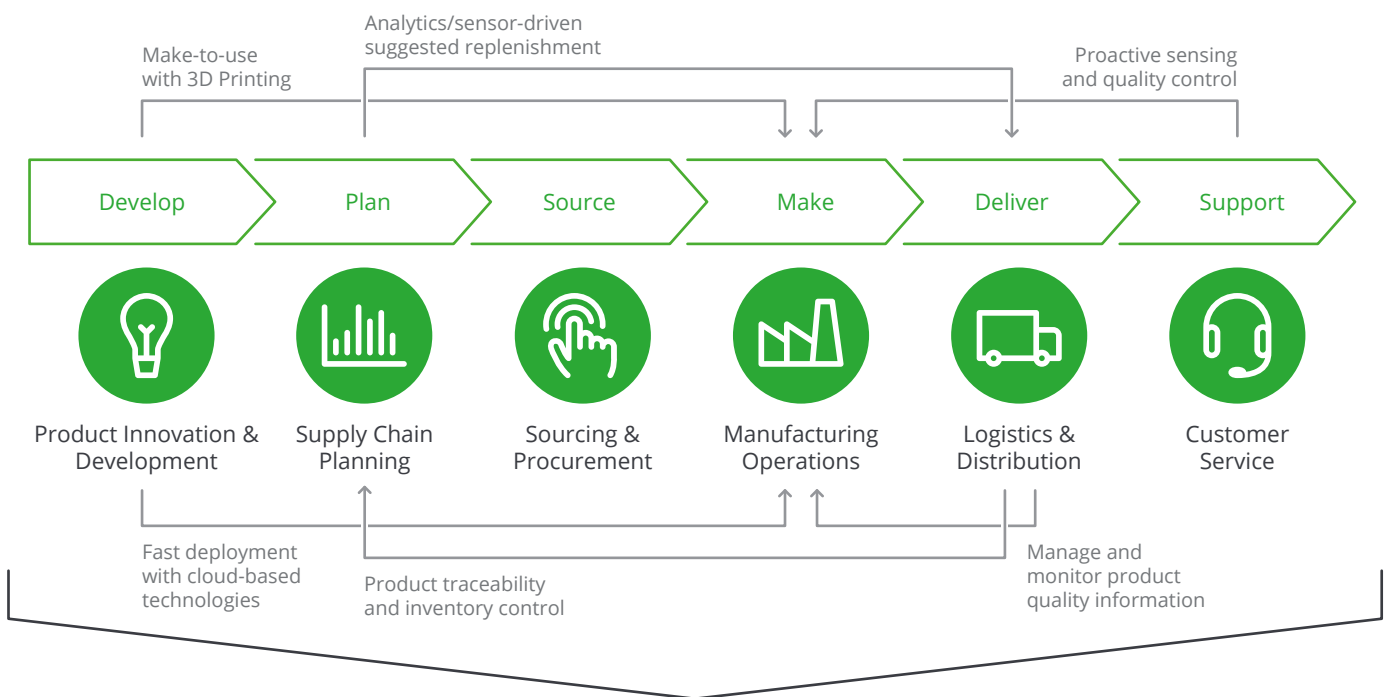 Analytics/sensor-driven
suggested replenishment
Make-to-use
with 3D Printing
Proactive sensing
and quality control
Develop
Plan
Source
Make
Deliver
Support
Product Innovation &
Development
Supply Chain
Planning
Sourcing &
Procurement
Manufacturing
Operations
Logistics &
Distribution
Customer
Service
Fast deployment
with cloud-based
technologies
Product traceability
and inventory control
Manage and
monitor product
quality information